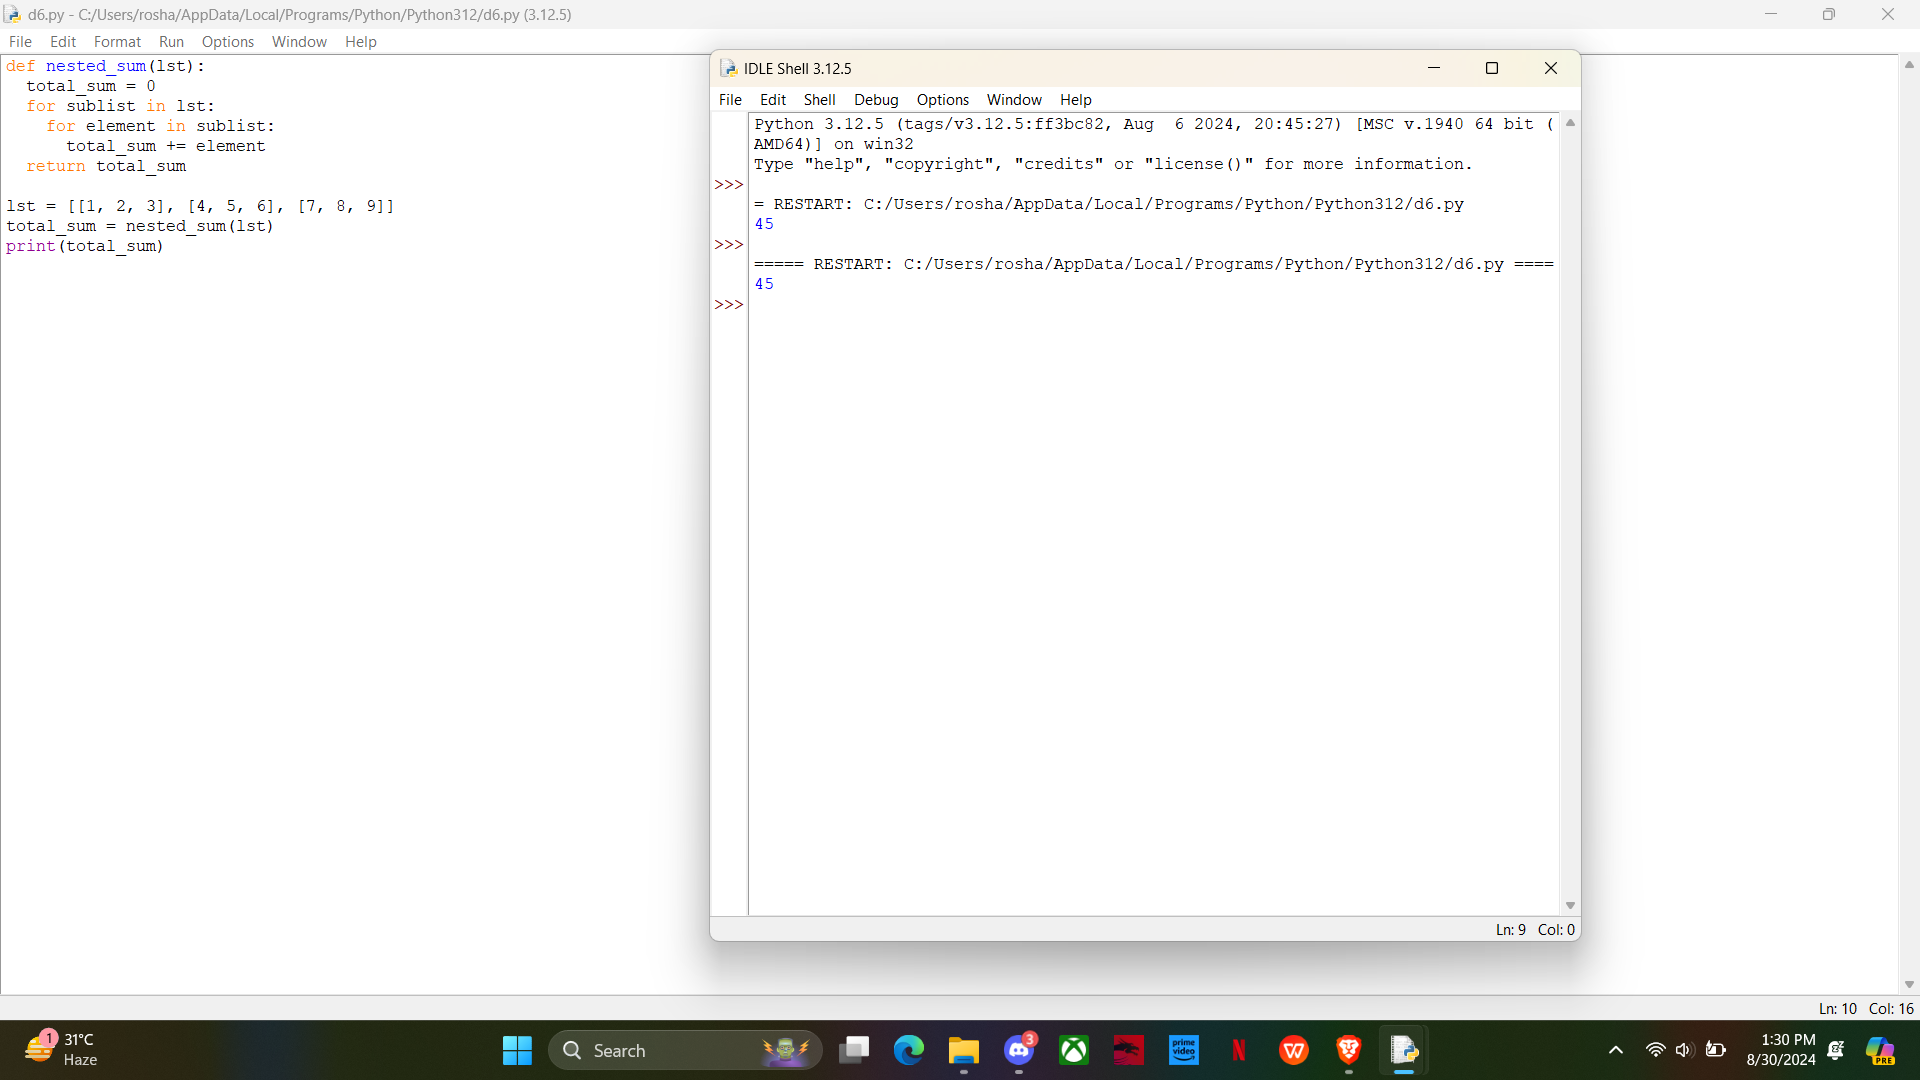 d6.py - C:/Users/rosha/AppData/Local/Programs/Python/Python312/d6.py (3.12.5)
File Edit Format Run Options Window Help
def nested_sum(lst):
  total_sum = 0
  for sublist in lst:
    for element in sublist:
      total_sum += element
  return total_sum
lst = [[1, 2, 3], [4, 5, 6], [7, 8, 9]]
total_sum = nested_sum(lst)
print(total_sum)
IDLE Shell 3.12.5
File Edit Shell Debug Options Window Help
Python 3.12.5 (tags/v3.12.5:ff3bc82, Aug  6 2024, 20:45:27) [MSC v.1940 64 bit (
AMD64)] on win32
Type "help", "copyright", "credits" or "license()" for more information.
>>>
= RESTART: C:/Users/rosha/AppData/Local/Programs/Python/Python312/d6.py
45
>>>
===== RESTART: C:/Users/rosha/AppData/Local/Programs/Python/Python312/d6.py ====
45
>>>
Ln: 9 Col: 0
Ln: 10 Col: 16
1
31°C
Haze
Search
3
prime video
N
W
PRE
1:30 PM
8/30/2024